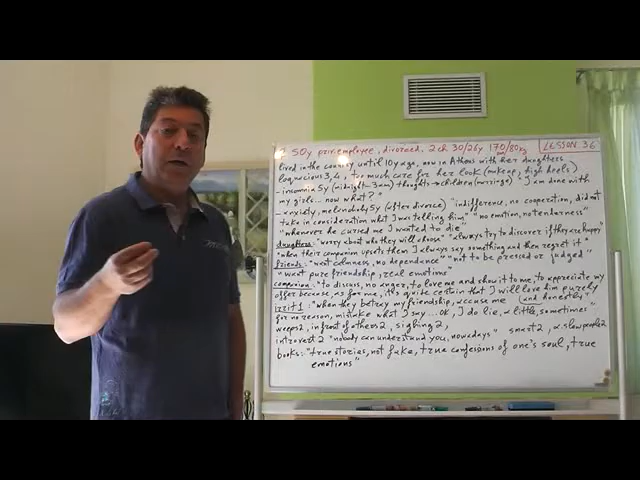 50y priv. employee, divorced, 2 ch 30/26y 170/80kg LESSON 36
lived in the country until 10y ago, now in Athens with her daughters
loquacious 3,4, too much care for her look (makeup, high heels)
- insomnia 5y (midnight - 3am) thoughts → children (marriage) "I am done with
my girls... now what?"
- anxiety, melancholy 5y (after divorce) "indifference, no cooperation, did not
take in consideration what I was telling him" "no emotion, no tenderness"
"whenever he cursed me I wanted to die"
daughters: "worry about who they will choose" "always try to discover if they are happy
"when their companion upsets them I always say something and then regret it"
friends: "want calmness, no dependance" "not to be pressed or judged"
"want pure friendship, real emotions"
companion: "to discuss, no anger, to love me and show it to me, to appreciate my
offer because, as for me, it's quite certain that I will love him purely
irrit 1: "when they betray my friendship, accuse me (and honestly"
for no reason, mistake what I say... OK, I do lie, a little, sometimes"
weeps 2, in front of others 2, sighing 2,
introvert 2 "nobody can understand you, nowadays" smart 2, a slow people 2
books: "true stories, not fake, true confessions of one's soul, true
emotions"